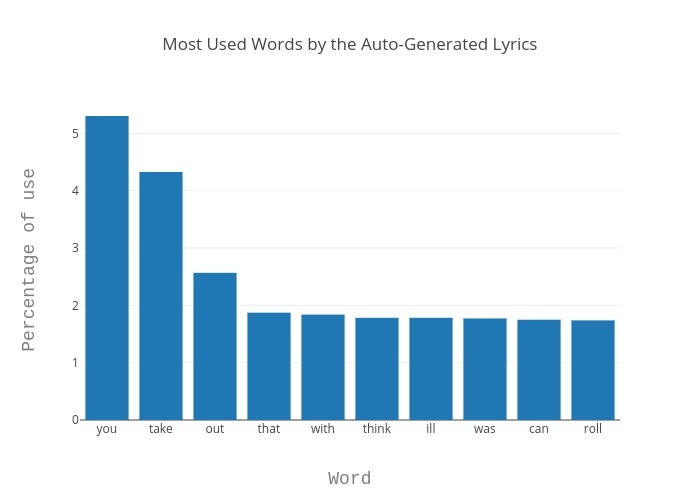 Most Used Words by the Auto-Generated Lyrics
Percentage of use
5
4
3
2
1
0
you take out that with think ill was can roll
Word